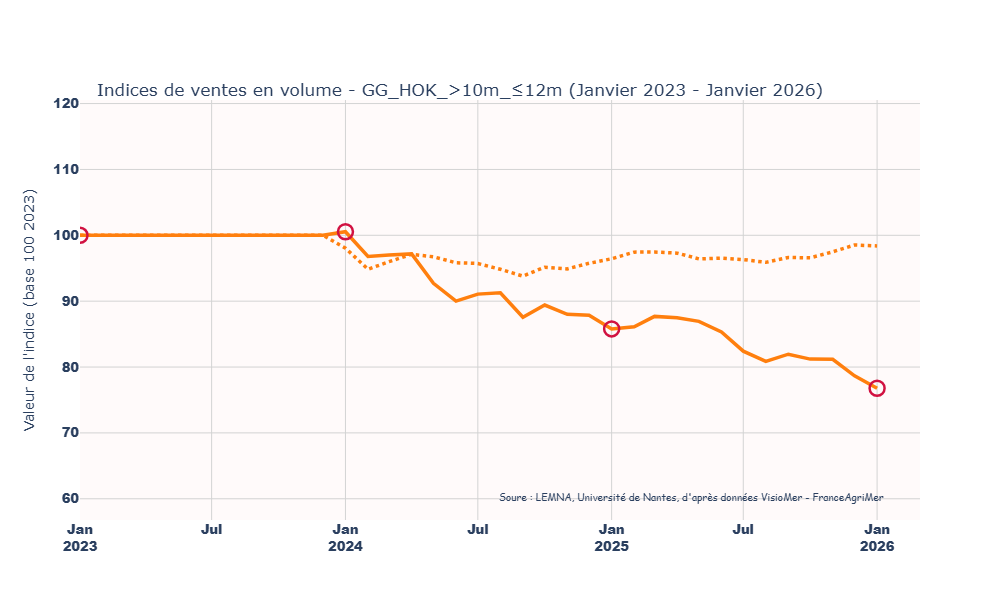 Indices de ventes en volume - GG_HOK_>10m_≤12m (Janvier 2023 - Janvier 2026)
Valeur de l'indice (base 100 2023)
120
110
100
90
80
70
60
Soure : LEMNA, Université de Nantes, d'après données VisioMer - FranceAgriMer
Jan
2023
Jul
Jan
2024
Jul
Jan
2025
Jul
Jan
2026